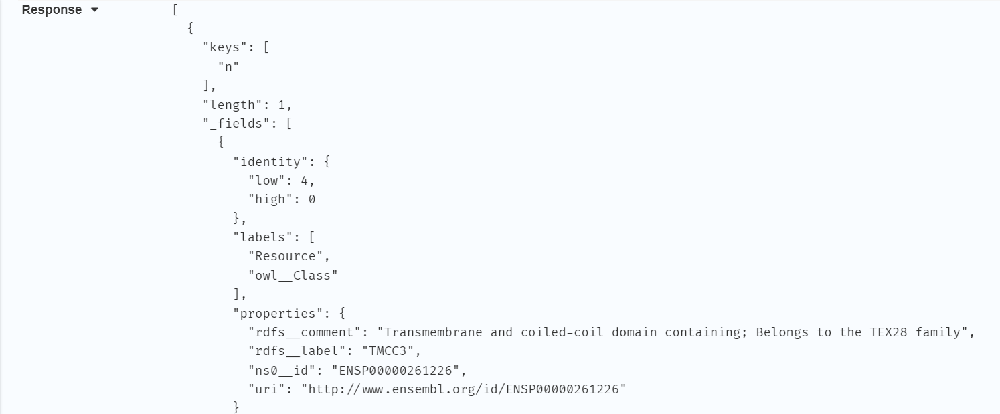 Response
[
{
"keys": [
"n"
],
"length": 1,
"_fields": [
{
"identity": {
"low": 4,
"high": 0
},
"labels": [
"Resource",
"owl__Class"
],
"properties": {
"rdfs__comment": "Transmembrane and coiled-coil domain containing; Belongs to the TEX28 family",
"rdfs__label": "TMCC3",
"ns0__id": "ENSP00000261226",
"uri": "http://www.ensembl.org/id/ENSP00000261226"
}